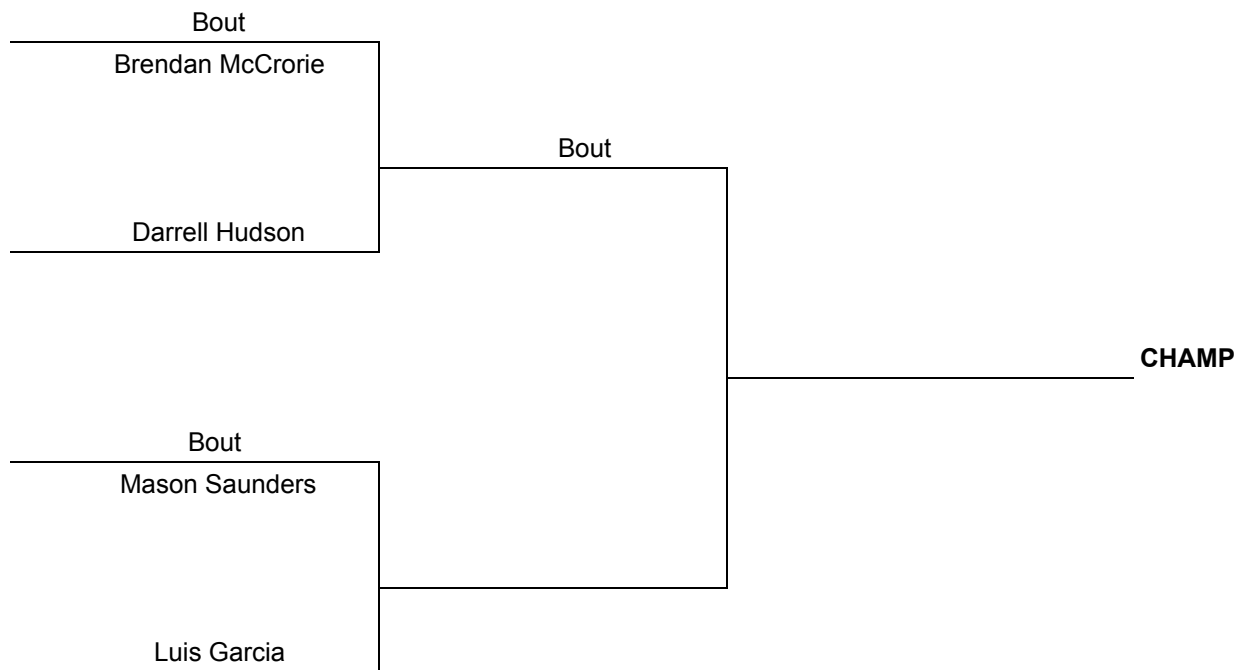 Bout
Brendan McCrorie
Bout
Darrell Hudson
CHAMP
Bout
Mason Saunders
Luis Garcia